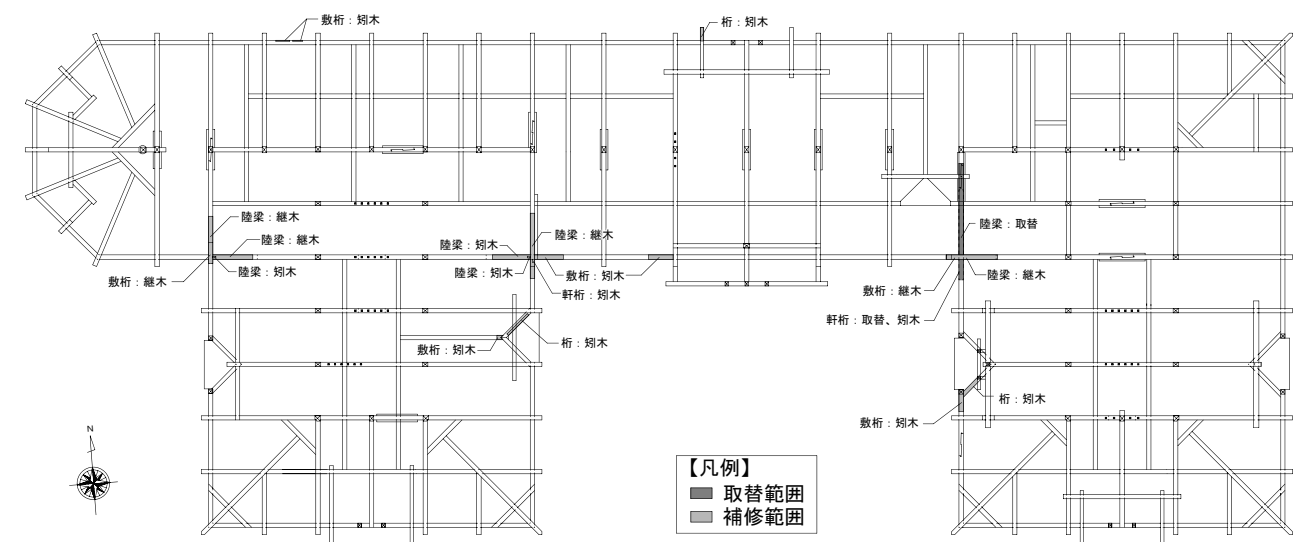 敷桁：矧木
桁：矧木
陸梁：継木
陸梁：継木
陸梁：矧木
敷桁：継木
陸梁：矧木
陸梁：継木
陸梁：矧木
敷桁：矧木
軒桁：矧木
陸梁：取替
敷桁：継木
陸梁：継木
軒桁：取替、矧木
敷桁：矧木
桁：矧木
桁：矧木
敷桁：矧木
N
【凡例】
取替範囲
補修範囲